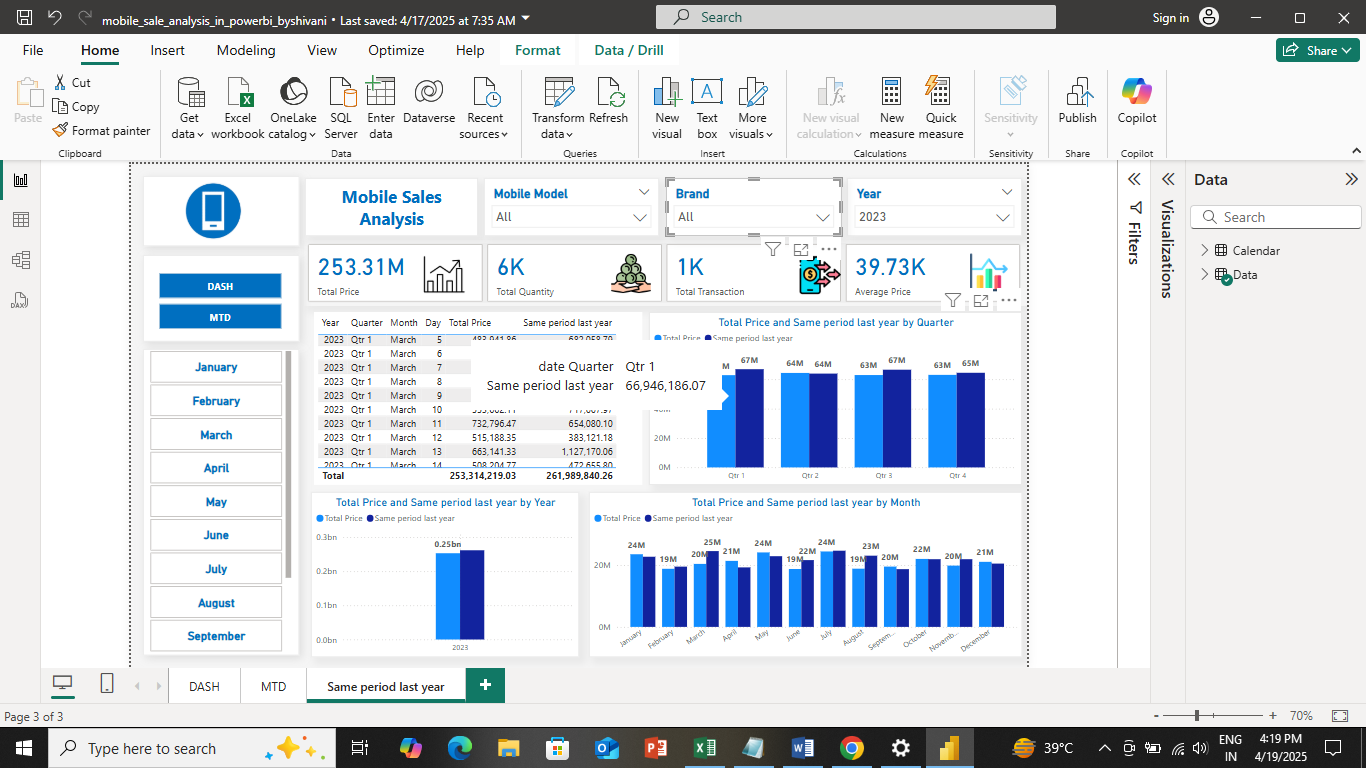 mobile_sale_analysis_in_powerbi_byshivani • Last saved: 4/17/2025 at 7:35 AM
Search
Sign in
File Home Insert Modeling View Optimize Help Format Data / Drill
Share
Paste
Cut
Copy
Format painter
Get data
Excel workbook
OneLake catalog
SQL Server
Enter data
Dataverse
Recent sources
Transform data
Refresh
New visual
Text box
More visuals
New visual calculation
New measure
Quick measure
Sensitivity
Publish
Copilot
Clipboard Data Queries Insert Calculations Sensitivity Share Copilot
Mobile Sales Analysis
Mobile Model
All
Brand
All
Year
2023
DASH
MTD
253.31M
Total Price
6K
Total Quantity
1K
Total Transaction
39.73K
Average Price
January
February
March
April
May
June
July
August
September
Year Quarter Month Day Total Price Same period last year
2023 Qtr 1 March 5 483,941.86 682,058.79
2023 Qtr 1 March 6
2023 Qtr 1 March 7
2023 Qtr 1 March 8
2023 Qtr 1 March 9
2023 Qtr 1 March 10
2023 Qtr 1 March 11 732,796.47 654,080.10
2023 Qtr 1 March 12 515,188.35 383,121.18
2023 Qtr 1 March 13 663,141.33 1,127,170.06
2023 Qtr 1 March 14 508,204.77 472,655.80
Total 253,314,219.03 261,989,840.26
date Quarter Qtr 1
Same period last year 66,946,186.07
Total Price and Same period last year by Quarter
Total Price Same period last year
M 67M 64M 64M 63M 67M 63M 65M
20M
0M
Qtr 1 Qtr 2 Qtr 3 Qtr 4
Total Price and Same period last year by Year
Total Price Same period last year
0.3bn
0.25bn
0.2bn
0.1bn
0.0bn
2023
Total Price and Same period last year by Month
Total Price Same period last year
24M 19M 20M 25M 21M 24M 19M 22M 24M 19M 23M 20M 22M 20M 21M
20M
0M
January February March April May June July August Septem... October Novemb... December
Filters
Visualizations
Data
Search
Calendar
Data
DASH MTD Same period last year +
Page 3 of 3
- + 70%
Type here to search
39°C
ENG
IN
4:19 PM
4/19/2025